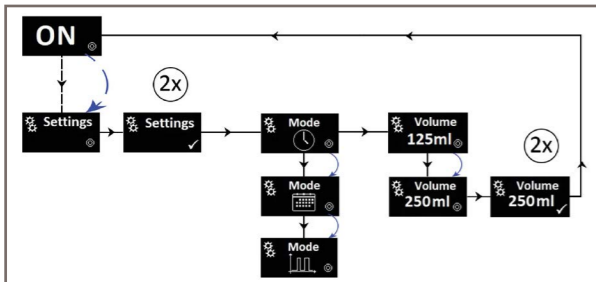 ON
2x
Settings
Settings
Mode
Volume
125ml
2x
Mode
Volume
250ml
Volume
250ml
Mode